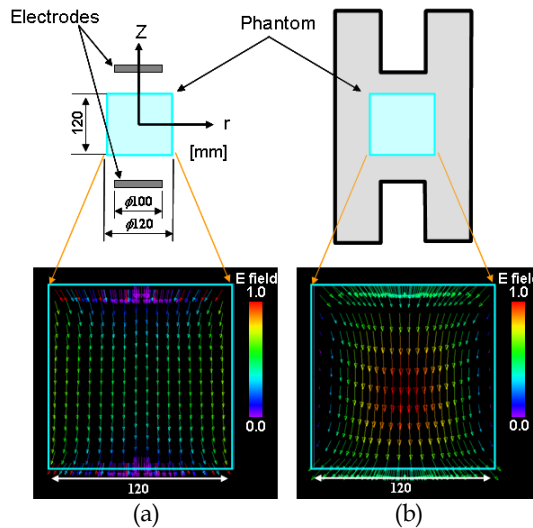 Electrodes
Z
Phantom
120
r
[mm]
ϕ100
ϕ120
E field
1.0
0.0
120
E field
1.0
0.0
120
(a)
(b)